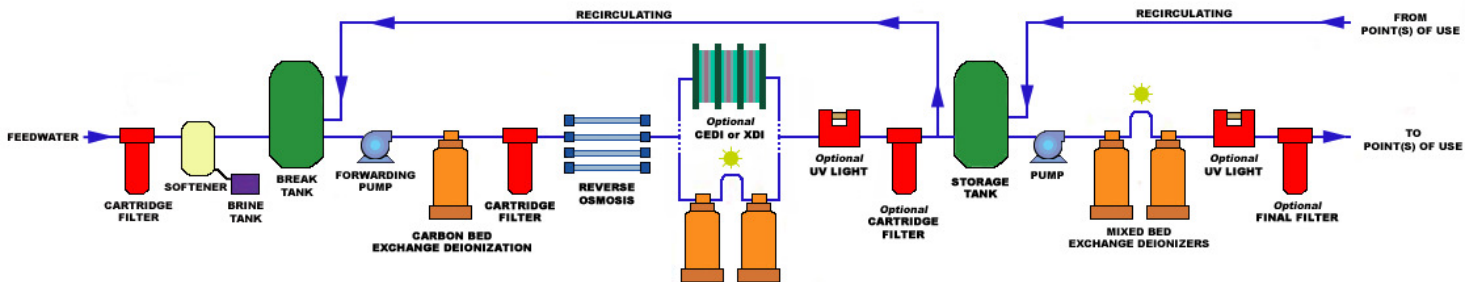 RECIRCULATING
RECIRCULATING
FROM
POINT(S) OF USE
FEEDWATER
CARTRIDGE
FILTER
SOFTENER
BRINE
TANK
BREAK
TANK
FORWARDING
PUMP
CARBON BED
EXCHANGE DEIONIZATION
CARTRIDGE
FILTER
REVERSE
OSMOSIS
Optional
CEDI or XDI
Optional
UV LIGHT
Optional
CARTRIDGE
FILTER
STORAGE
TANK
PUMP
MIXED BED
EXCHANGE DEIONIZERS
Optional
UV LIGHT
Optional
FINAL FILTER
TO
POINT(S) OF USE